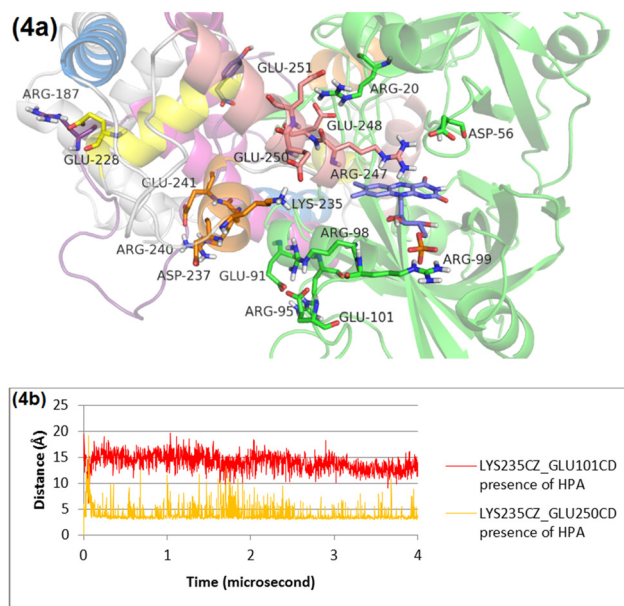 (4a)
GLU-251
ARG-20
ARG-187
GLU-248
ASP-56
GLU-228
GLU-250
ARG-247
GLU-241
LYS-235
ARG-240
ARG-98
ASP-237
ARG-99
GLU-91
ARG-95
GLU-101
(4b)
25
20
15
10
5
0
Distance (Å)
0 1 2 3 4
Time (microsecond)
LYS235CZ_GLU101CD
presence of HPA
LYS235CZ_GLU250CD
presence of HPA